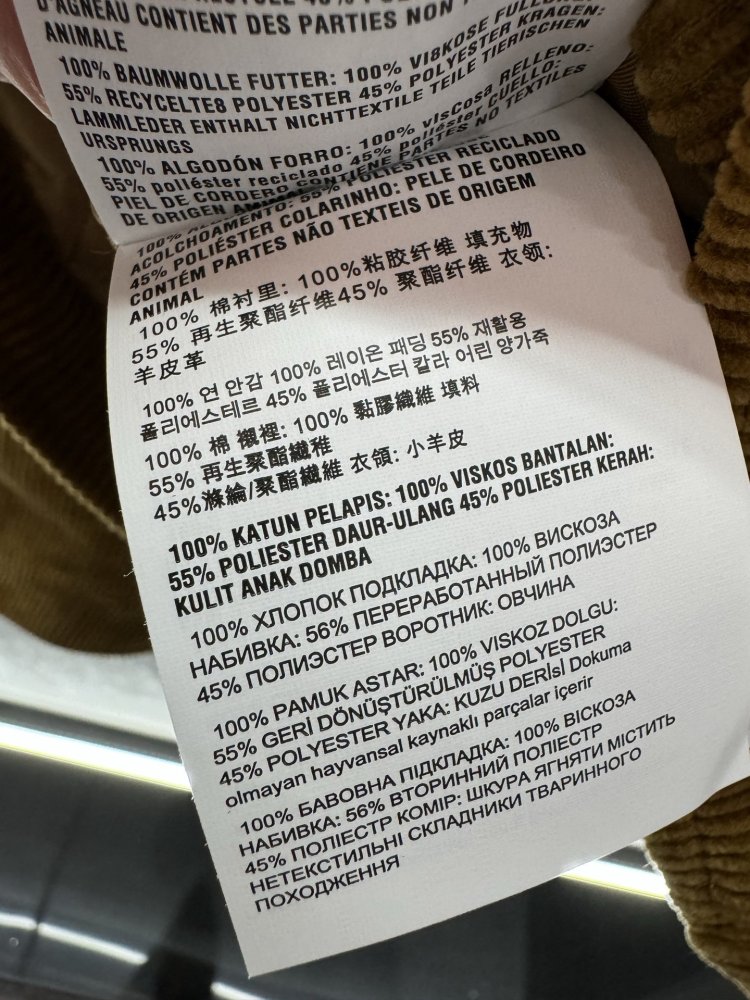 D'AGNEAU CONTIENT DES PARTIES NON
ANIMALE
100% BAUMWOLLE FUTTER: 100% VI8KOSE
55% RECYCELTE8 POLYESTER 45% POLYESTER KRAGEN:
LAMMLEDER ENTHALT NICHTTEXTILE TEILE TIERISCHEN
URSPRUNGS
100% ALGODÓN FORRO: 100% visCosa RELLENO:
55% poliéster reciclado 45% poliéster CUELLO:
PIEL DE CORDERO CONTIENE PARTES NO TEXTILES
DE ORIGEN
ACOLCHOAMENTO: 55% POLIÉSTER RECICLADO
45% POLIÉSTER COLARINHO: PELE DE CORDEIRO
CONTÉM PARTES NÃO TEXTEIS DE ORIGEM
ANIMAL
100% 棉衬里: 100%粘胶纤维 填充物
55% 再生聚酯纤维45% 聚酯纤维 衣领:
羊皮革
100% 연 안감 100% 레이온 패딩 55% 재활용
폴리에스테르 45% 폴리에스터 칼라 어린 양가죽
100% 棉 襯裡: 100% 黏膠纖維 填料
55% 再生聚酯纖稚
45%滌綸/聚酯纖維 衣領: 小羊皮
100% KATUN PELAPIS: 100% VISKOS BANTALAN:
55% POLIESTER DAUR-ULANG 45% POLIESTER KERAH:
KULIT ANAK DOMBA
100% ХЛОПОК ПОДКЛАДКА: 100% ВИСКОЗА
НАБИВКА: 56% ПЕРЕРАБОТАННЫЙ ПОЛИЭСТЕР
45% ПОЛИЭСТЕР ВОРОТНИК: ОВЧИНА
100% PAMUK ASTAR: 100% VISKOZ DOLGU:
55% GERİ DÖNÜŞTÜRÜLMÜŞ POLYESTER
45% POLYESTER YAKA: KUZU DERİsİ Dokuma
olmayan hayvansal kaynaklı parçalar içerir
100% БАВОВНА ПІДКЛАДКА: 100% ВІСКОЗА
НАБИВКА: 56% ВТОРИННИЙ ПОЛІЕСТР
45% ПОЛІЕСТР КОМІР: ШКУРА ЯГНЯТИ МІСТИТЬ
НЕТЕКСТИЛЬНІ СКЛАДНИКИ ТВАРИННОГО
ПОХОДЖЕННЯ